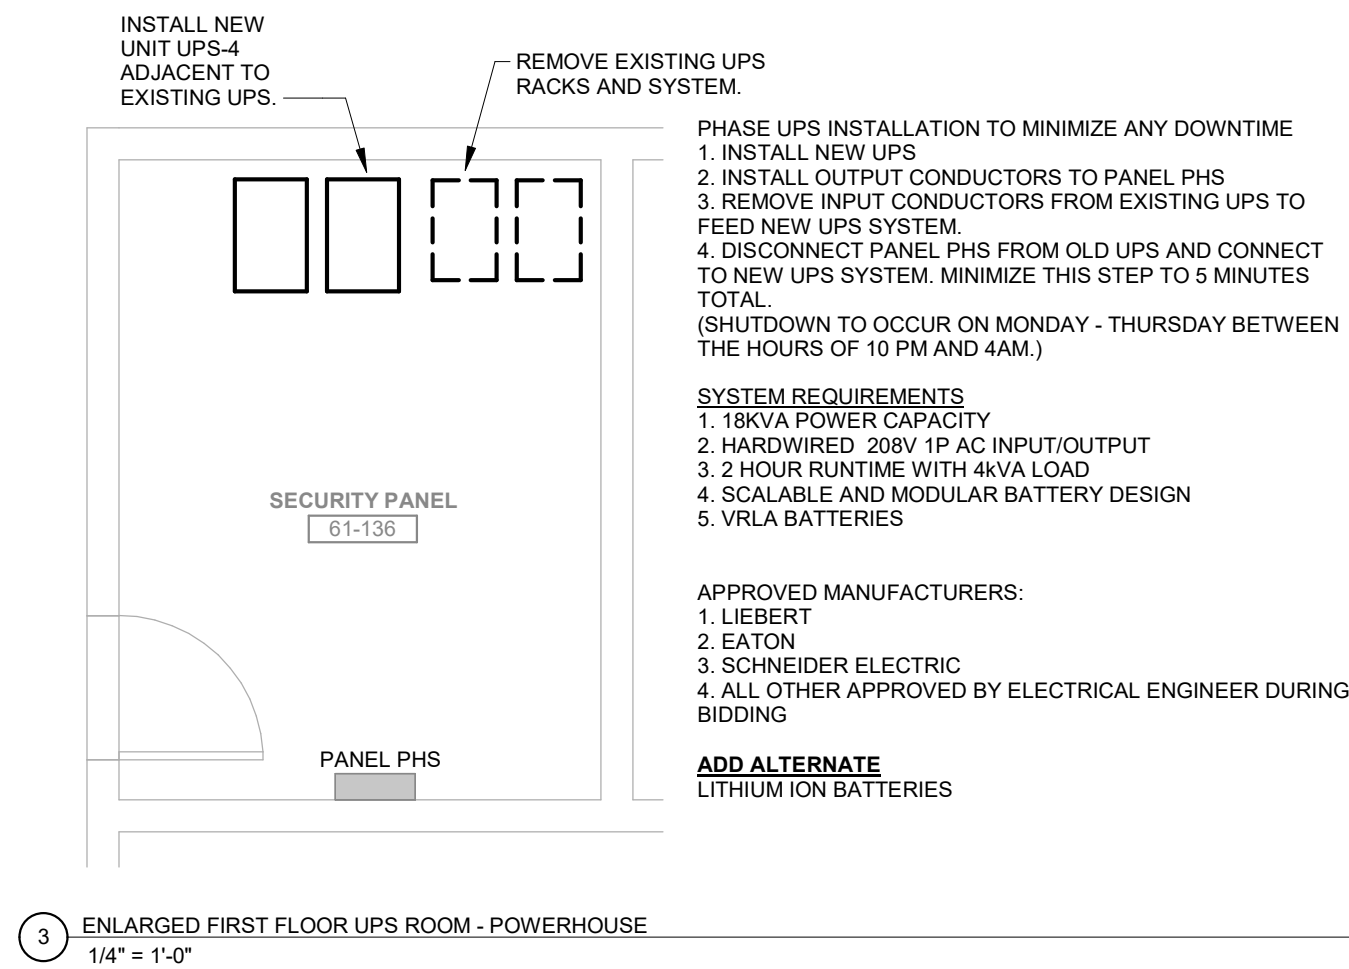 INSTALL NEW
UNIT UPS-4
ADJACENT TO
EXISTING UPS.
REMOVE EXISTING UPS
RACKS AND SYSTEM.
PHASE UPS INSTALLATION TO MINIMIZE ANY DOWNTIME
1. INSTALL NEW UPS
2. INSTALL OUTPUT CONDUCTORS TO PANEL PHS
3. REMOVE INPUT CONDUCTORS FROM EXISTING UPS TO
FEED NEW UPS SYSTEM.
4. DISCONNECT PANEL PHS FROM OLD UPS AND CONNECT
TO NEW UPS SYSTEM. MINIMIZE THIS STEP TO 5 MINUTES
TOTAL.
(SHUTDOWN TO OCCUR ON MONDAY - THURSDAY BETWEEN
THE HOURS OF 10 PM AND 4AM.)
SYSTEM REQUIREMENTS
1. 18KVA POWER CAPACITY
2. HARDWIRED 208V 1P AC INPUT/OUTPUT
3. 2 HOUR RUNTIME WITH 4kVA LOAD
4. SCALABLE AND MODULAR BATTERY DESIGN
5. VRLA BATTERIES
APPROVED MANUFACTURERS:
1. LIEBERT
2. EATON
3. SCHNEIDER ELECTRIC
4. ALL OTHER APPROVED BY ELECTRICAL ENGINEER DURING
BIDDING
ADD ALTERNATE
LITHIUM ION BATTERIES
SECURITY PANEL
61-136
PANEL PHS
3
ENLARGED FIRST FLOOR UPS ROOM - POWERHOUSE
1/4" = 1'-0"